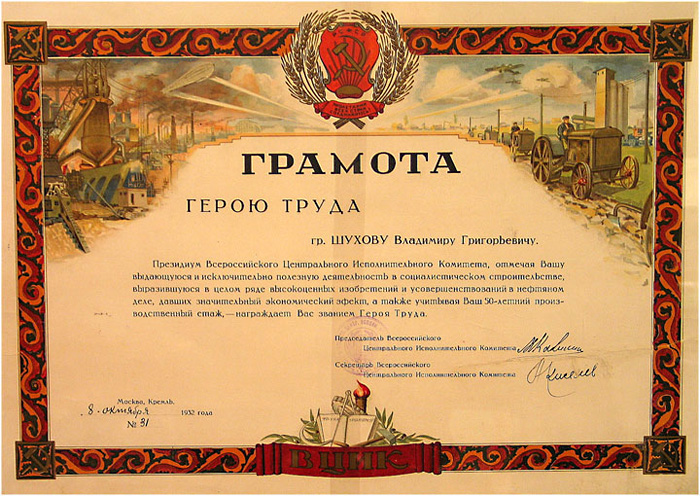 ГРАМОТА
ГЕРОЮ ТРУДА
гр. ШУХОВУ Владимиру Григорьевичу.
Президиум Всероссийского Центрального Исполнительного Комитета, отмечая Вашу
выдающуюся и исключительно полезную деятельность в социалистическом строительстве,
выразившуюся в целом ряде высокоценных изобретений и усовершенствований в нефтяном
деле, давших значительный экономический эфект, а также учитывая Ваш 50-летний произ-
водственный стаж,—награждает Вас званием Героя Труда.
Председатель Всероссийского
Центрального Исполнительного Комитета
МКалинин
Секретарь Всероссийского
Центрального Исполнительного Комитета
Киселев
Москва, Кремль.
8. октября 1932 года
№ 31
ВЦИК